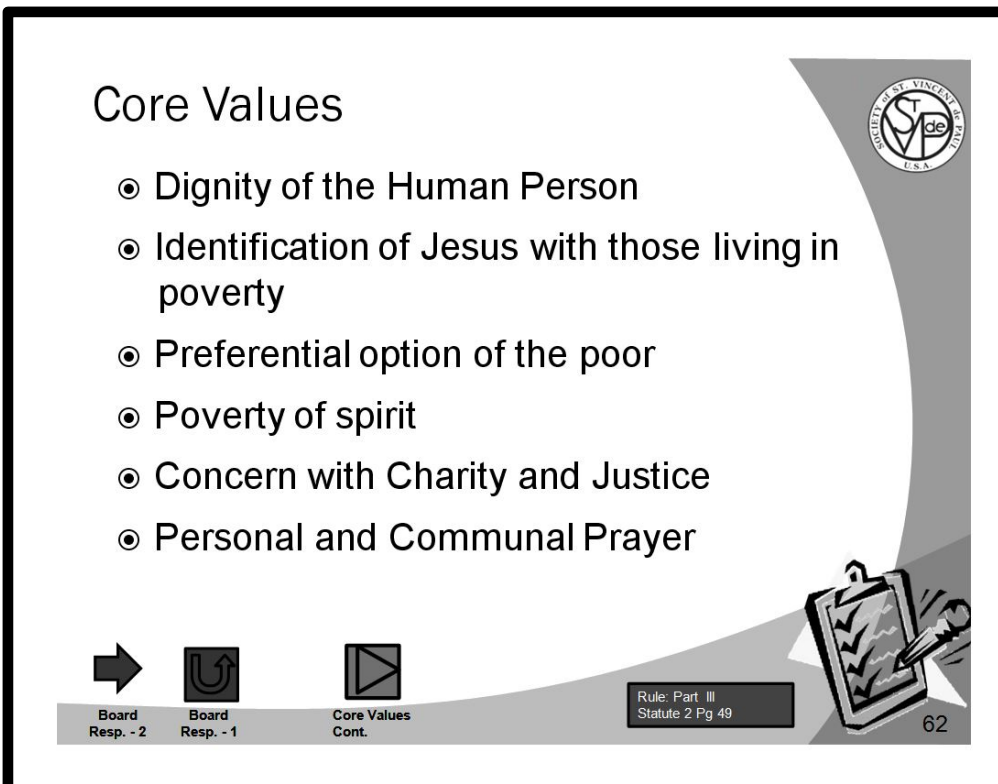 Core Values
SOCIETY of ST. VINCENT de PAUL
U.S.A.
ST
V de
P
Dignity of the Human Person
Identification of Jesus with those living in
poverty
Preferential option of the poor
Poverty of spirit
Concern with Charity and Justice
Personal and Communal Prayer
Board
Resp. - 2
Board
Resp. - 1
Core Values
Cont.
Rule: Part III
Statute 2 Pg 49
62